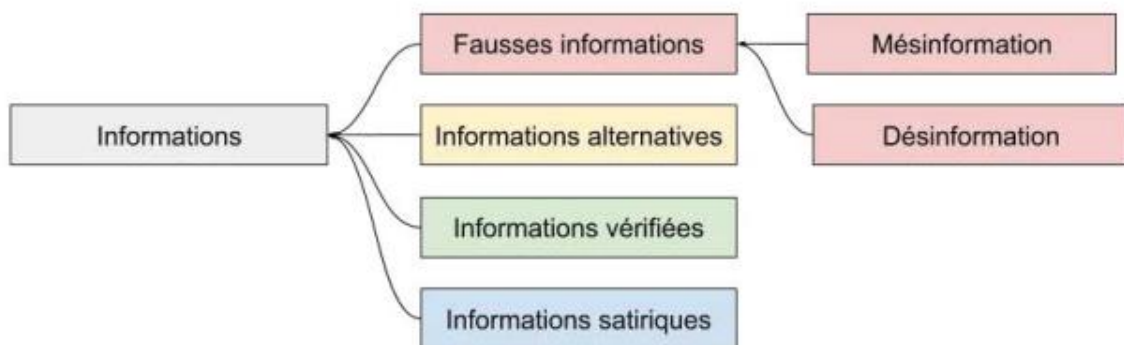 Informations
Fausses informations
Mésinformation
Désinformation
Informations alternatives
Informations vérifiées
Informations satiriques